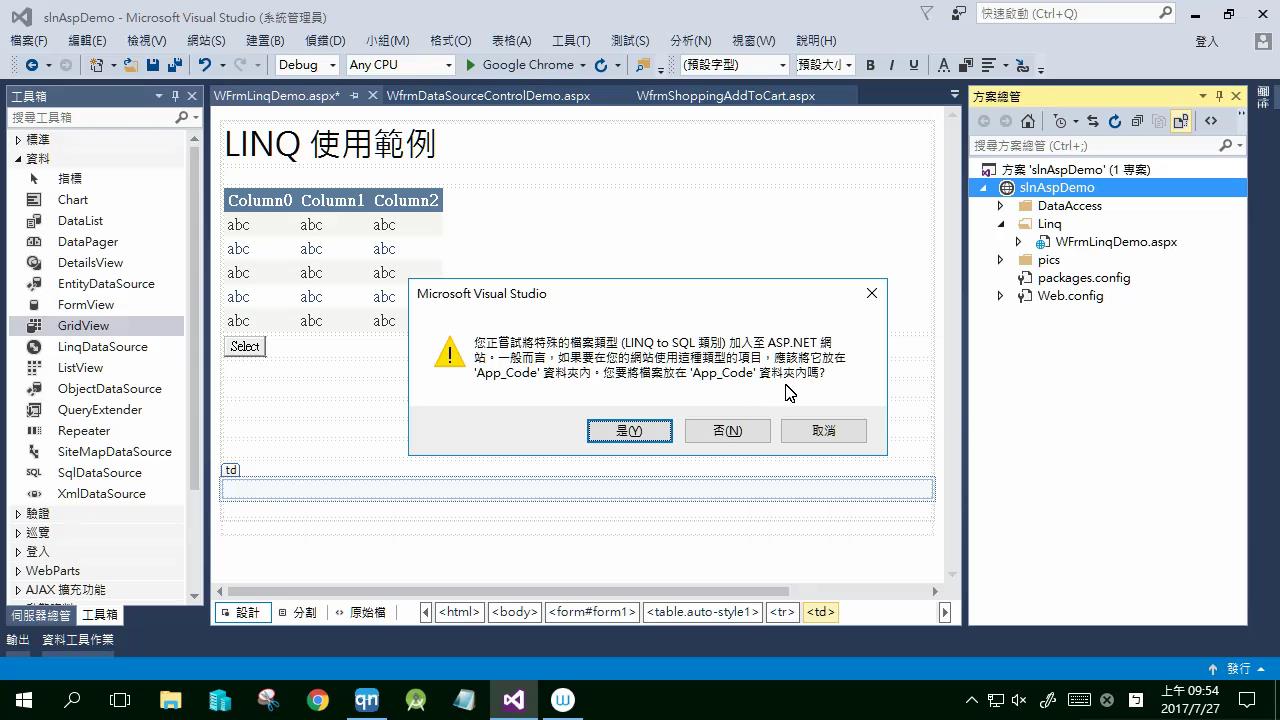 slnAspDemo - Microsoft Visual Studio (系統管理員)
快速啟動 (Ctrl+Q)
檔案(F) 編輯(E) 檢視(V) 網站(S) 建置(B) 偵錯(D) 小組(M) 格式(O) 表格(A) 工具(T) 測試(S) 分析(N) 視窗(W) 說明(H)
登入
Debug Any CPU Google Chrome (預設字型) 預設大小 B I U A
工具箱
WFrmLinqDemo.aspx* WfrmDataSourceControlDemo.aspx WfrmShoppingAddToCart.aspx
方案總管
搜尋工具箱
搜尋方案總管 (Ctrl+;)
標準
資料
指標
Chart
DataList
DataPager
DetailsView
EntityDataSource
FormView
GridView
LinqDataSource
ListView
ObjectDataSource
QueryExtender
Repeater
SiteMapDataSource
SqlDataSource
XmlDataSource
驗證
巡覽
登入
WebParts
AJAX 擴充功能
伺服器總管 工具箱
輸出 資料工具作業
LINQ 使用範例
Column0 Column1 Column2
abc abc abc
abc abc abc
abc abc abc
abc abc abc
abc abc abc
Select
td
設計 分割 原始檔
<html> <body> <form#form1> <table.auto-style1> <tr> <td>
Microsoft Visual Studio
您正嘗試將特殊的檔案類型 (LINQ to SQL 類別) 加入至 ASP.NET 網
站。一般而言，如果要在您的網站使用這種類型的項目，應該將它放在
'App_Code' 資料夾內。您要將檔案放在 'App_Code' 資料夾內嗎?
是(Y) 否(N) 取消
方案 'slnAspDemo' (1 專案)
slnAspDemo
DataAccess
Linq
WFrmLinqDemo.aspx
pics
packages.config
Web.config
發行
qn W
上午 09:54
2017/7/27